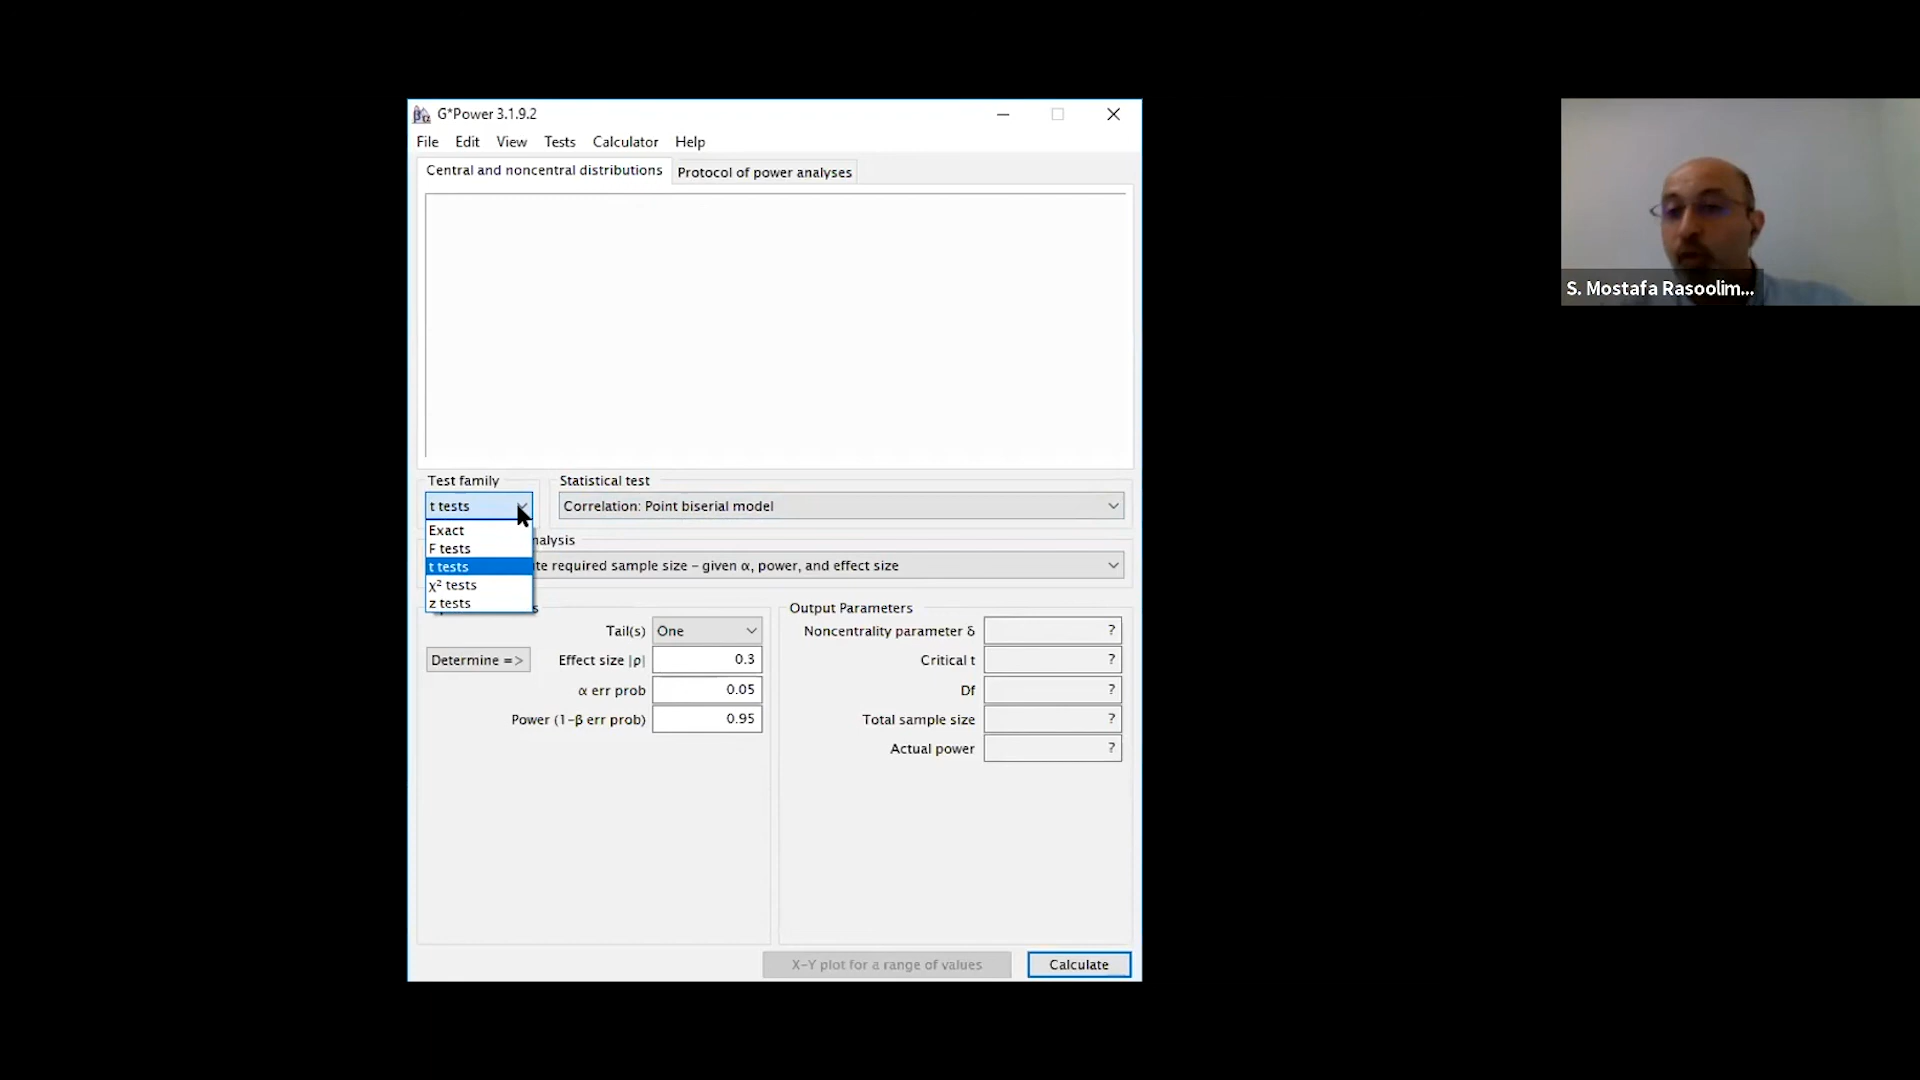 G*Power 3.1.9.2
File Edit View Tests Calculator Help
Central and noncentral distributions Protocol of power analyses
Test family Statistical test
t tests Correlation: Point biserial model
Exact
F tests
t tests
χ² tests
z tests
nalysis
te required sample size – given α, power, and effect size
Tail(s) One
Determine => Effect size |ρ| 0.3
α err prob 0.05
Power (1–β err prob) 0.95
Output Parameters
Noncentrality parameter δ ?
Critical t ?
Df ?
Total sample size ?
Actual power ?
X–Y plot for a range of values Calculate
S. Mostafa Rasoolim...